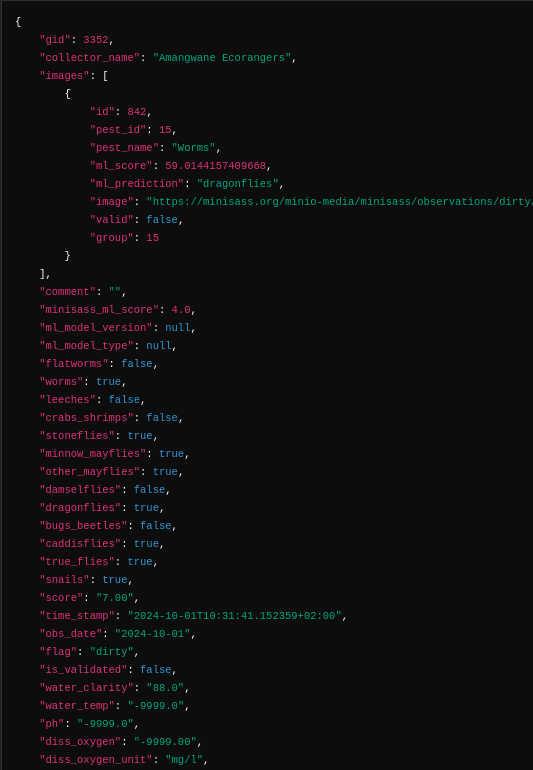 {
"gid": 3352,
"collector_name": "Amangwane Ecorangers",
"images": [
{
"id": 842,
"pest_id": 15,
"pest_name": "Worms",
"ml_score": 59.0144157409668,
"ml_prediction": "dragonflies",
"image": "https://minisass.org/minio-media/minisass/observations/dirty/
"valid": false,
"group": 15
}
],
"comment": "",
"minisass_ml_score": 4.0,
"ml_model_version": null,
"ml_model_type": null,
"flatworms": false,
"worms": true,
"leeches": false,
"crabs_shrimps": false,
"stoneflies": true,
"minnow_mayflies": true,
"other_mayflies": true,
"damselflies": false,
"dragonflies": true,
"bugs_beetles": false,
"caddisflies": true,
"true_flies": true,
"snails": true,
"score": "7.00",
"time_stamp": "2024-10-01T10:31:41.152359+02:00",
"obs_date": "2024-10-01",
"flag": "dirty",
"is_validated": false,
"water_clarity": "88.0",
"water_temp": "-9999.0",
"ph": "-9999.0",
"diss_oxygen": "-9999.00",
"diss_oxygen_unit": "mg/l",